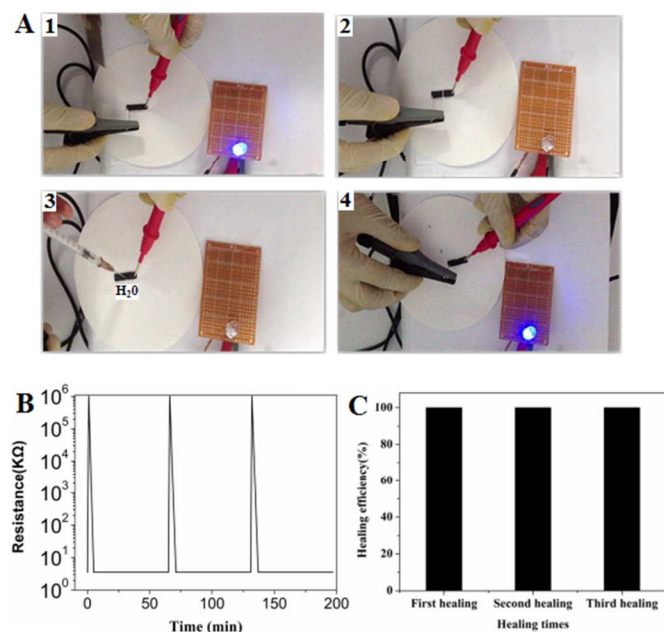 A
1
2
3
4
H₂0
B
Resistance(KΩ)
10⁶
10⁵
10⁴
10³
10²
10¹
10⁰
0
50
100
150
200
Time (min)
C
Healing efficiency(%)
100
80
60
40
20
0
First healing Second healing Third healing
Healing times